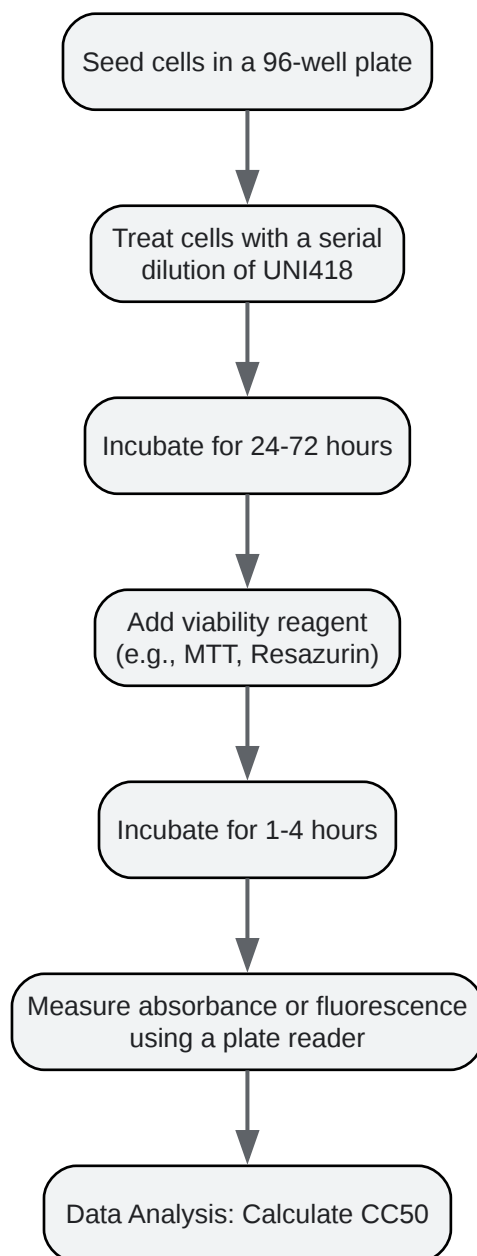 Seed cells in a 96-well plate
Treat cells with a serial
dilution of UNI418
Incubate for 24-72 hours
Add viability reagent
(e.g., MTT, Resazurin)
Incubate for 1-4 hours
Measure absorbance or fluorescence
using a plate reader
Data Analysis: Calculate CC50